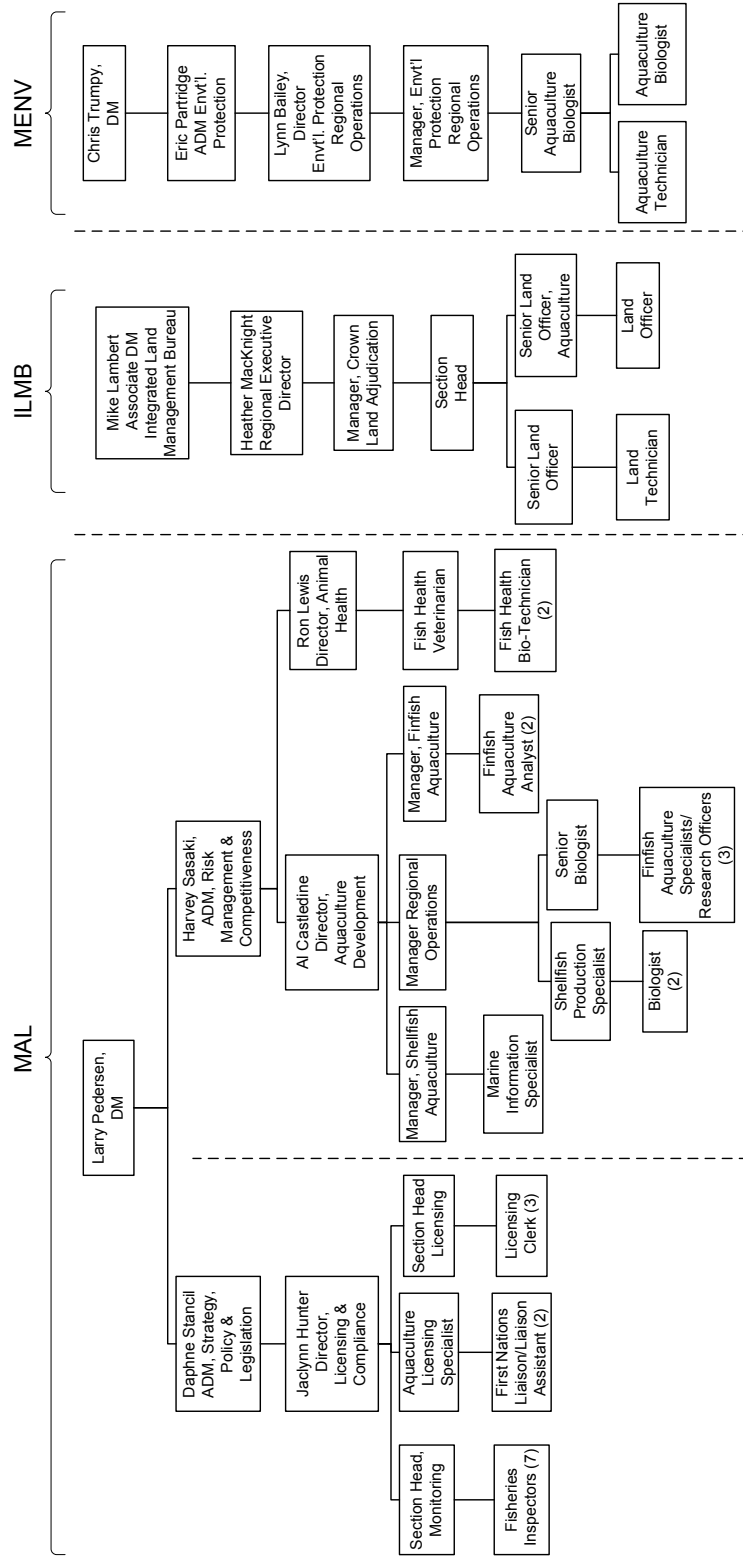 MAL
Larry Pedersen,
DM
Daphne Stancil
ADM, Strategy,
Policy &
Legislation
Jaclynn Hunter
Director,
Licensing &
Compliance
Section Head,
Monitoring
Fisheries
Inspectors (7)
Aquaculture
Licensing
Specialist
First Nations
Liaison/Liaison
Assistant (2)
Section Head
Licensing
Licensing
Clerk (3)
Harvey Sasaki,
ADM, Risk
Management &
Competitiveness
Al Castledine
Director,
Aquaculture
Development
Manager, Shellfish
Aquaculture
Marine
Information
Specialist
Manager Regional
Operations
Shellfish
Production
Specialist
Biologist
(2)
Senior
Biologist
Finfish
Aquaculture
Specialists/
Research Officers
(3)
Manager, Finfish
Aquaculture
Finfish
Aquaculture
Analyst (2)
Ron Lewis
Director, Animal
Health
Fish Health
Veterinarian
Fish Health
Bio-Technician
(2)
ILMB
Mike Lambert
Associate DM
Integrated Land
Management Bureau
Heather MacKnight
Regional Executive
Director
Manager, Crown
Land Adjudication
Section
Head
Senior Land
Officer
Land
Technician
Senior Land
Officer,
Aquaculture
Land
Officer
MENV
Chris Trumpy,
DM
Eric Partridge
ADM Envt'l.
Protection
Lynn Bailey,
Director
Envt'l. Protection
Regional
Operations
Manager, Envt'l
Protection
Regional
Operations
Senior
Aquaculture
Biologist
Aquaculture
Technician
Aquaculture
Biologist